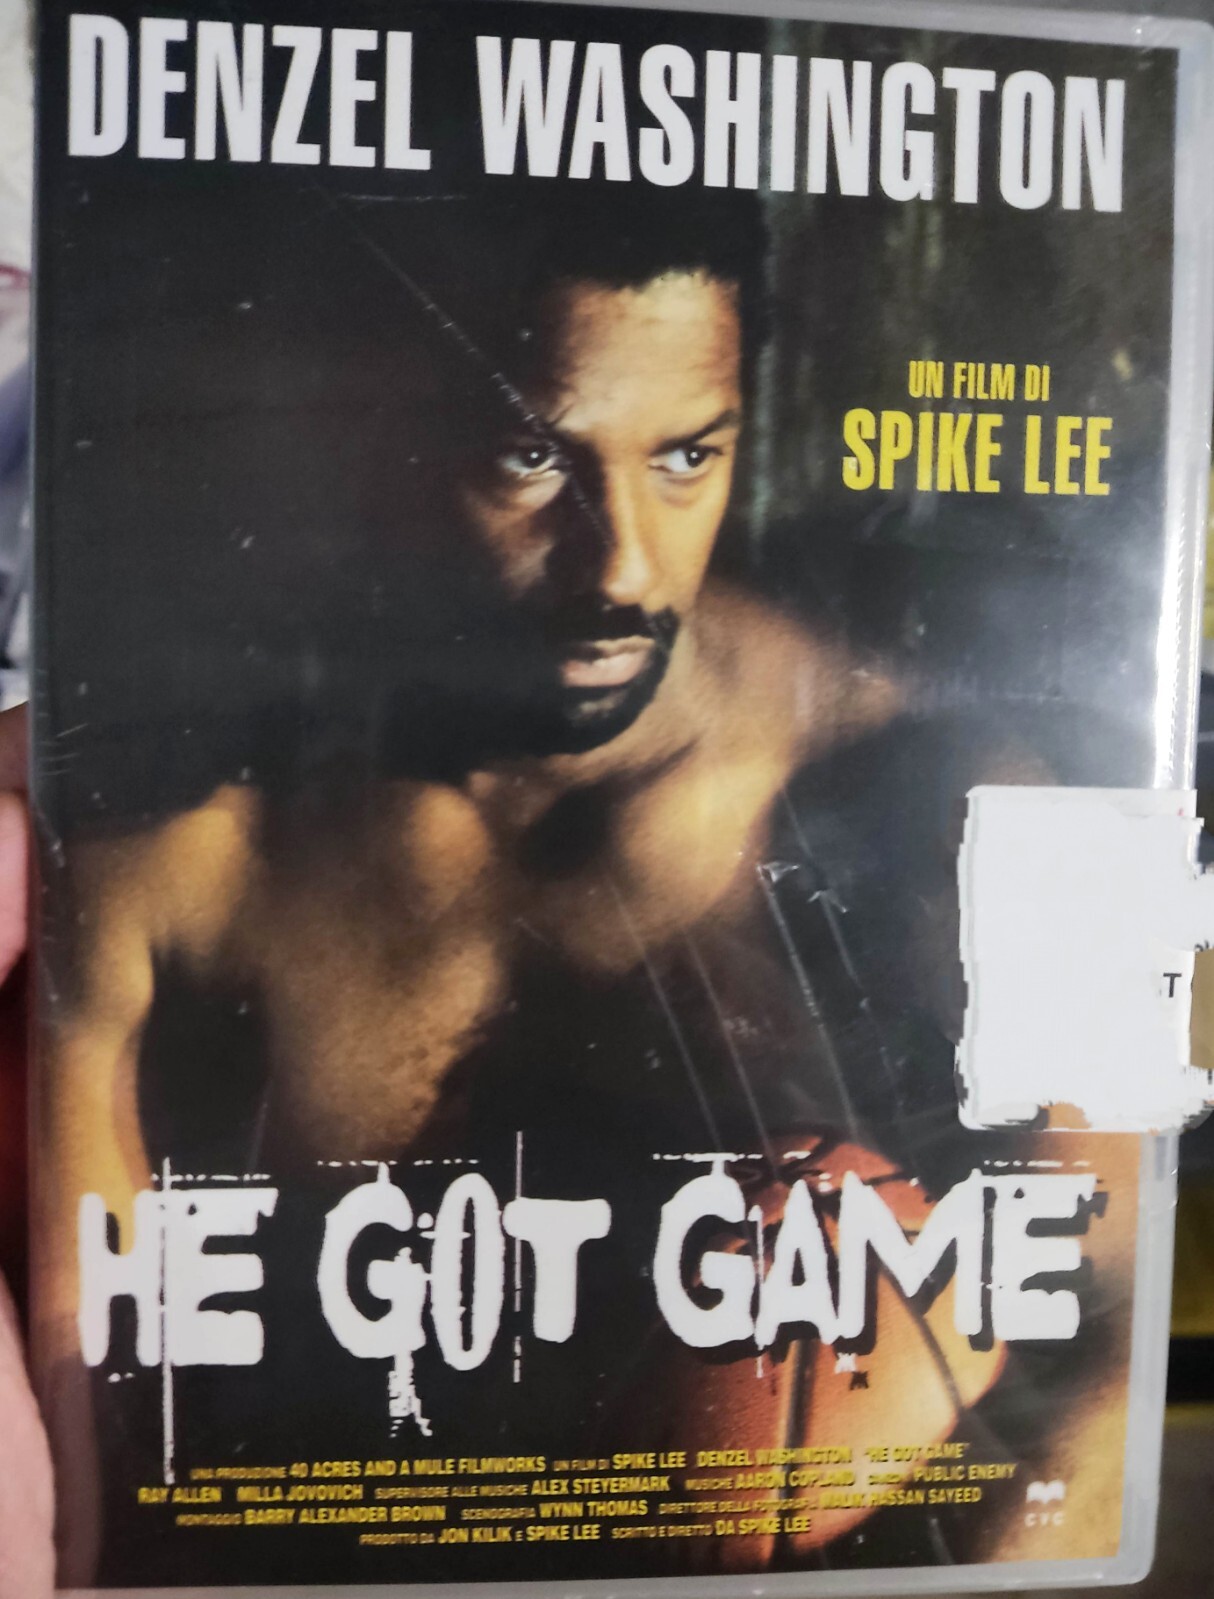 DENZEL WASHINGTON
UN FILM DI
SPIKE LEE
T
HE GOT GAME
UNA PRODUZIONE 40 ACRES AND A MULE FILMWORKS UN FILM DI SPIKE LEE DENZEL WASHINGTON "HE GOT GAME"
RAY ALLEN MILLA JOVOVICH SUPERVISORE ALLE MUSICHE ALEX STEYERMARK MUSICHE AARON COPLAND CANZONI PUBLIC ENEMY
MONTAGGIO BARRY ALEXANDER BROWN SCENOGRAFIA WYNN THOMAS DIRETTORE DELLA FOTOGRAFIA MALIK HASSAN SAYEED
PRODOTTO DA JON KILIK E SPIKE LEE SCRITTO E DIRETTO DA SPIKE LEE
CVC